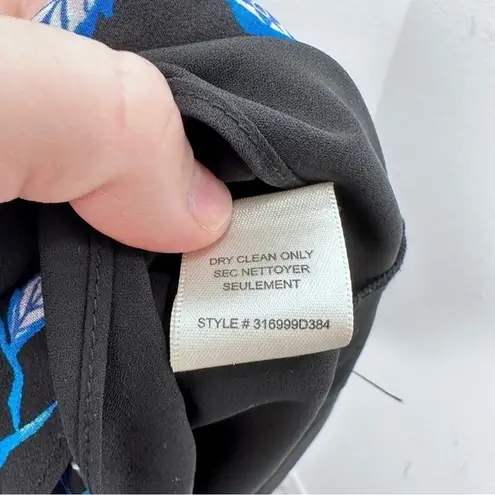 DRY CLEAN ONLY
SEC NETTOYER
SEULEMENT
STYLE # 316999D384